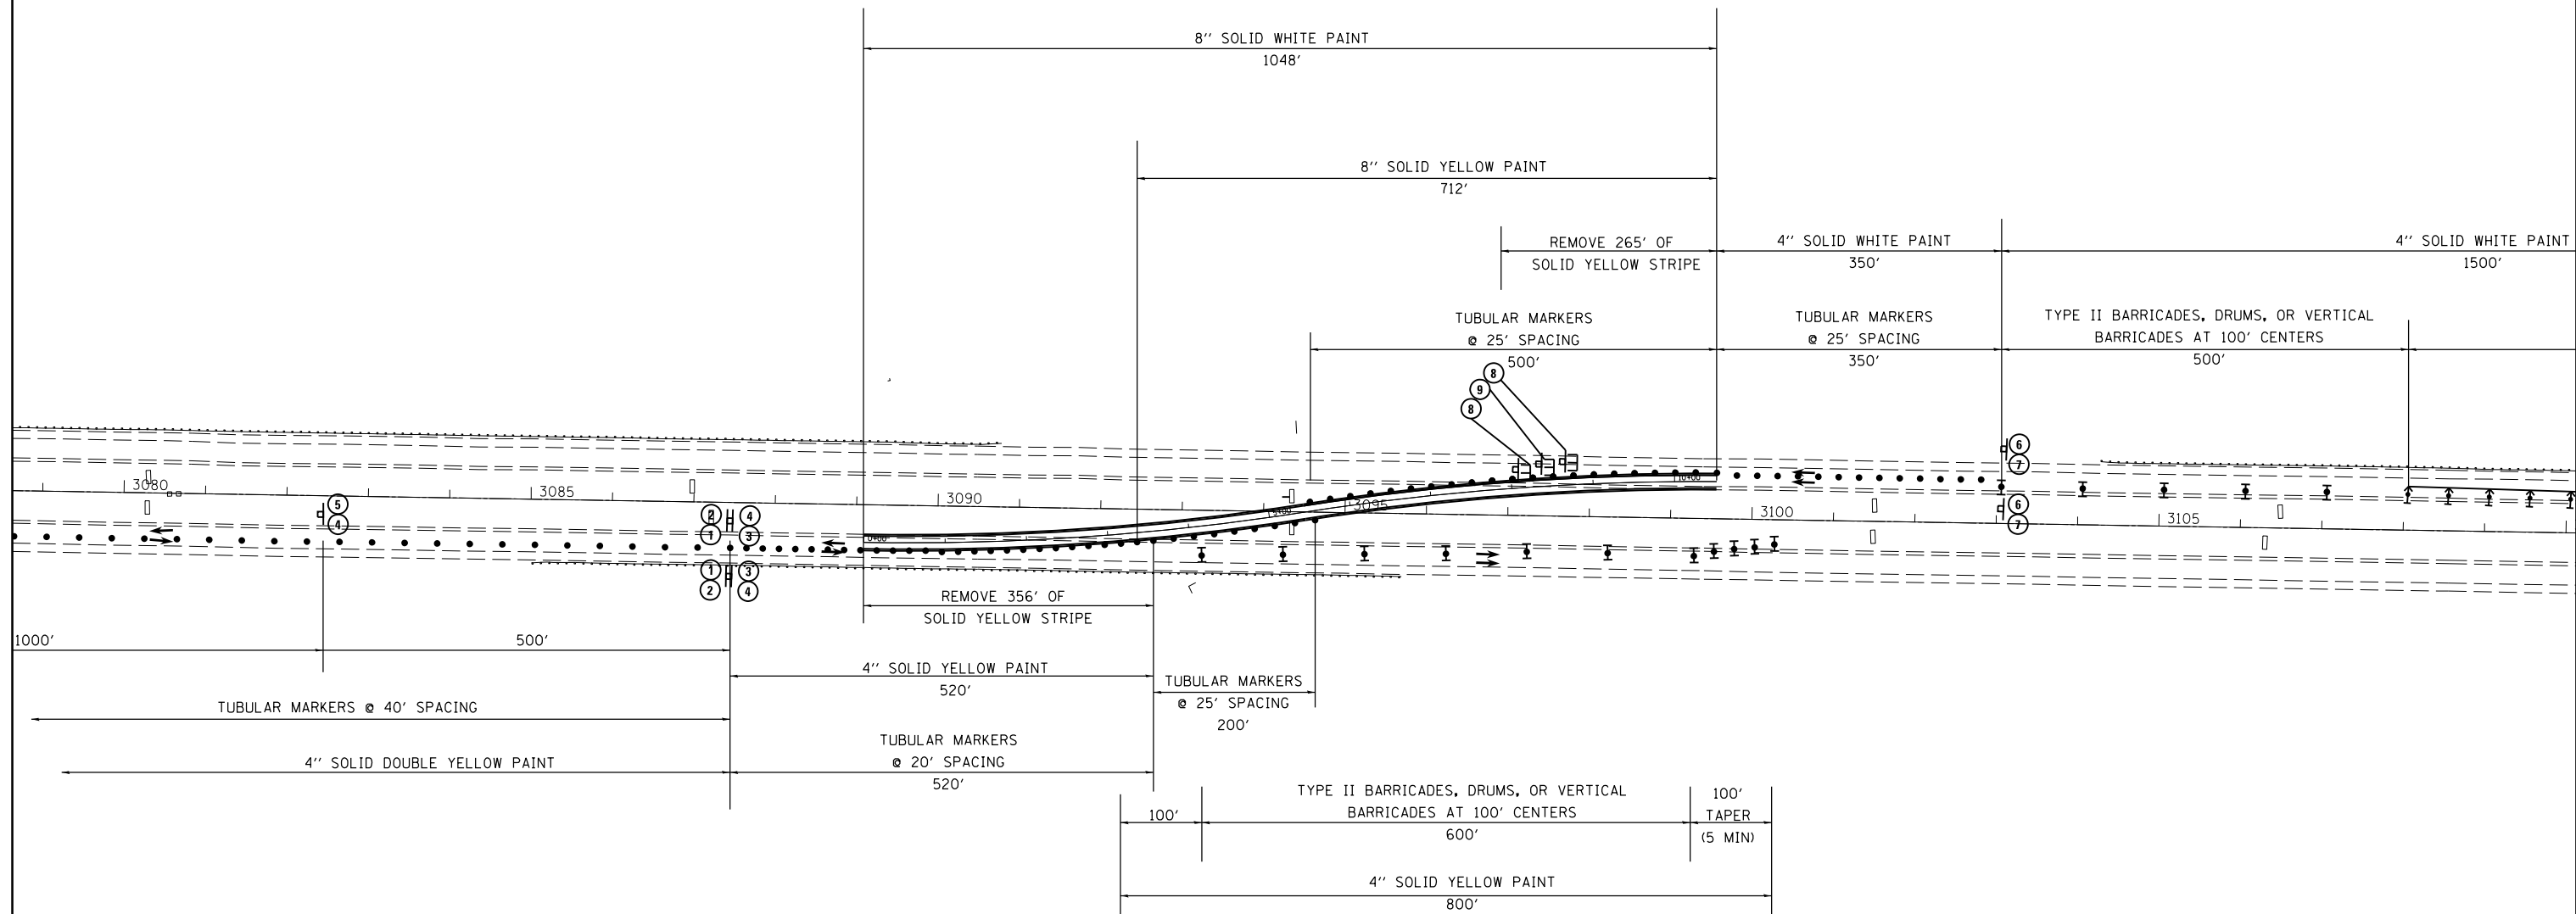 8'' SOLID WHITE PAINT
1048'
8'' SOLID YELLOW PAINT
712'
REMOVE 265' OF
SOLID YELLOW STRIPE
4'' SOLID WHITE PAINT
350'
4'' SOLID WHITE PAINT
1500'
TUBULAR MARKERS
@ 25' SPACING
500'
TUBULAR MARKERS
@ 25' SPACING
350'
TYPE II BARRICADES, DRUMS, OR VERTICAL
BARRICADES AT 100' CENTERS
500'
8
9
8
6
7
3080
3085
3090
3095
3100
3105
5
4
2
1
4
3
6
7
10+00
0+00
1
2
3
4
REMOVE 356' OF
SOLID YELLOW STRIPE
1000'
500'
4'' SOLID YELLOW PAINT
520'
TUBULAR MARKERS
@ 25' SPACING
200'
TUBULAR MARKERS @ 40' SPACING
TUBULAR MARKERS
@ 20' SPACING
520'
4'' SOLID DOUBLE YELLOW PAINT
100'
TYPE II BARRICADES, DRUMS, OR VERTICAL
BARRICADES AT 100' CENTERS
600'
100'
TAPER
(5 MIN)
4'' SOLID YELLOW PAINT
800'